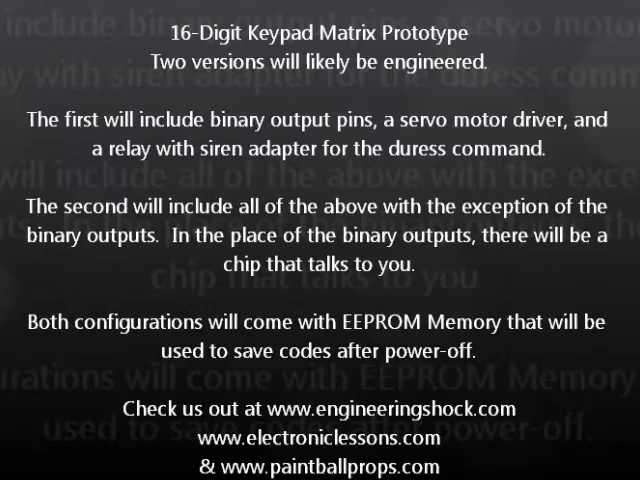 16-Digit Keypad Matrix Prototype
Two versions will likely be engineered.
The first will include binary output pins, a servo motor driver, and
a relay with siren adapter for the duress command.
The second will include all of the above with the exception of the
binary outputs.  In the place of the binary outputs, there will be a
chip that talks to you.
Both configurations will come with EEPROM Memory that will be
used to save codes after power-off.
Check us out at www.engineeringshock.com
www.electroniclessons.com
& www.paintballprops.com